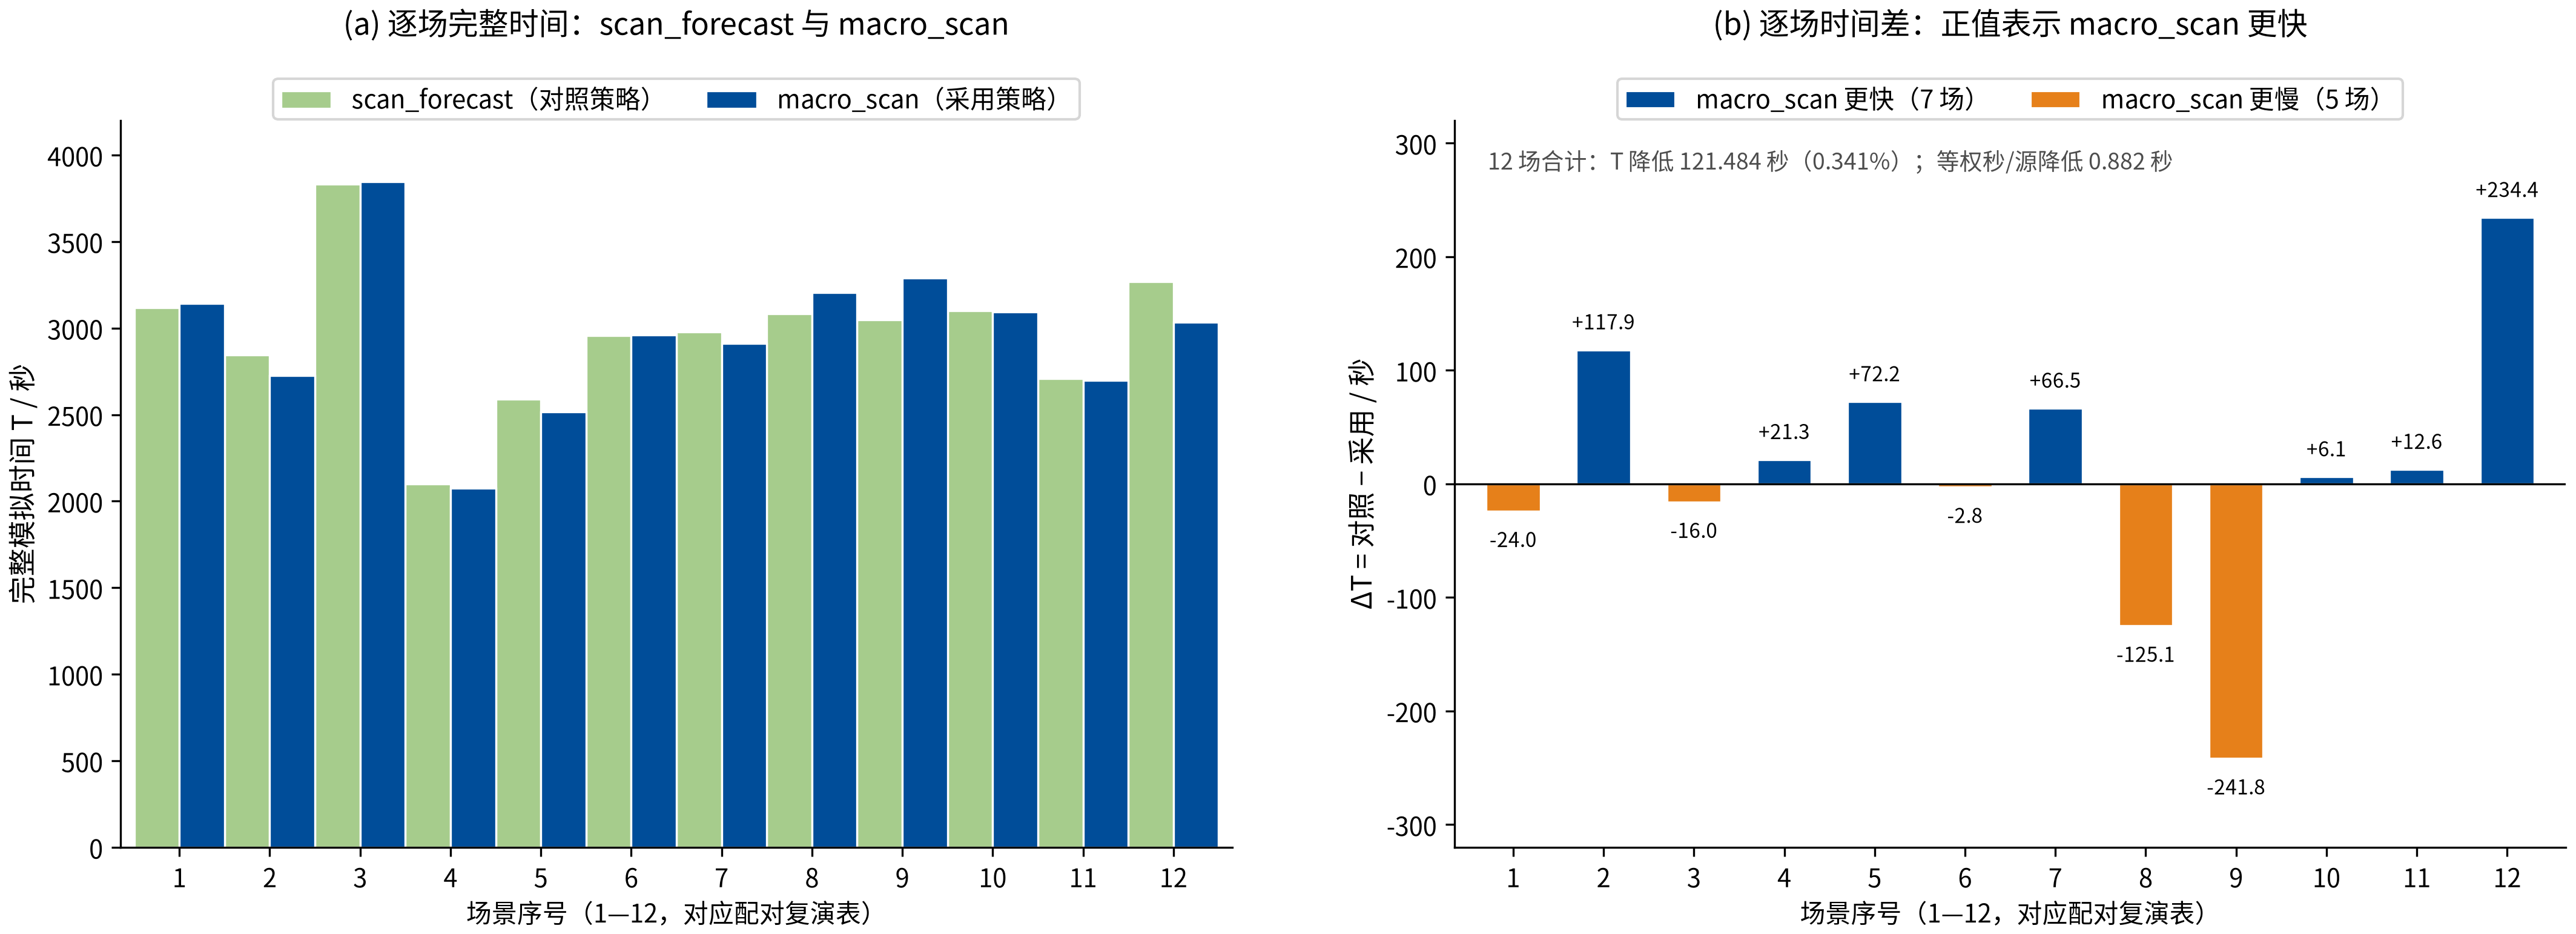 (a) 逐场完整时间：scan_forecast 与 macro_scan
scan_forecast（对照策略）
macro_scan（采用策略）
完整模拟时间 T / 秒
4000
3500
3000
2500
2000
1500
1000
500
0
1 2 3 4 5 6 7 8 9 10 11 12
场景序号（1—12，对应配对复演表）
(b) 逐场时间差：正值表示 macro_scan 更快
macro_scan 更快（7 场）
macro_scan 更慢（5 场）
12 场合计：T 降低 121.484 秒（0.341%）；等权秒/源降低 0.882 秒
ΔT = 对照 − 采用 / 秒
300
200
100
0
-100
-200
-300
-24.0
+117.9
-16.0
+21.3
+72.2
-2.8
+66.5
-125.1
-241.8
+6.1
+12.6
+234.4
1 2 3 4 5 6 7 8 9 10 11 12
场景序号（1—12，对应配对复演表）